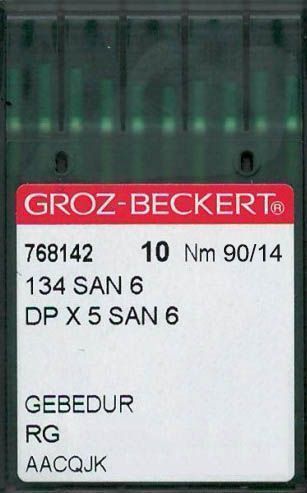 GROZ-BECKERT®
768142 10 Nm 90/14
134 SAN 6
DP X 5 SAN 6
GEBEDUR
RG
AACQJK